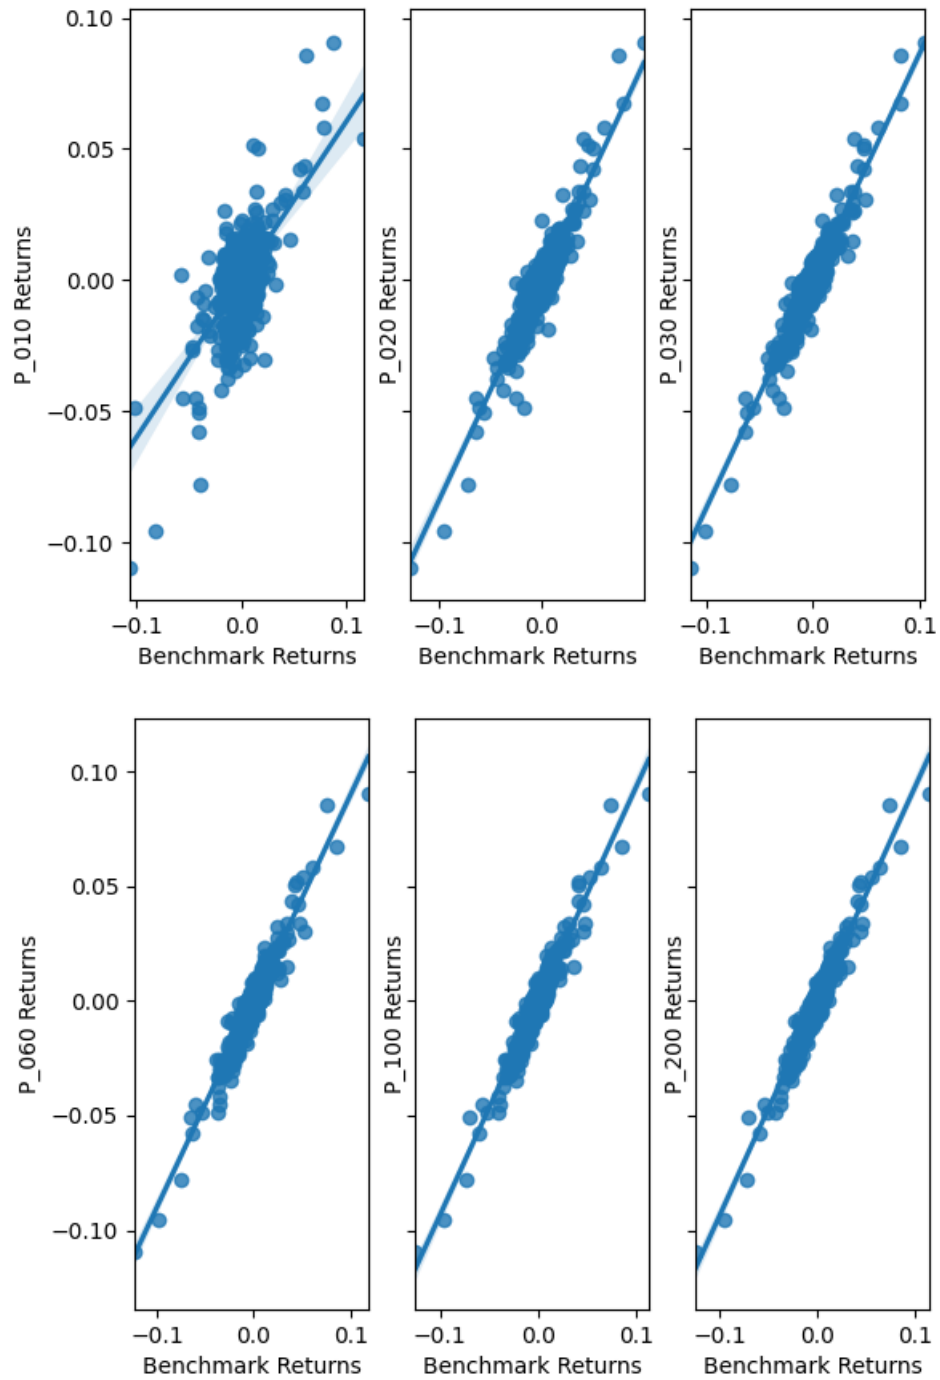 0.10
0.05
0.00
−0.05
−0.10
P_010 Returns
P_020 Returns
P_030 Returns
−0.1 0.0 0.1
−0.1 0.0
−0.1 0.0 0.1
Benchmark Returns
Benchmark Returns
Benchmark Returns
0.10
0.05
0.00
−0.05
−0.10
P_060 Returns
P_100 Returns
P_200 Returns
−0.1 0.0 0.1
−0.1 0.0 0.1
−0.1 0.0 0.1
Benchmark Returns
Benchmark Returns
Benchmark Returns